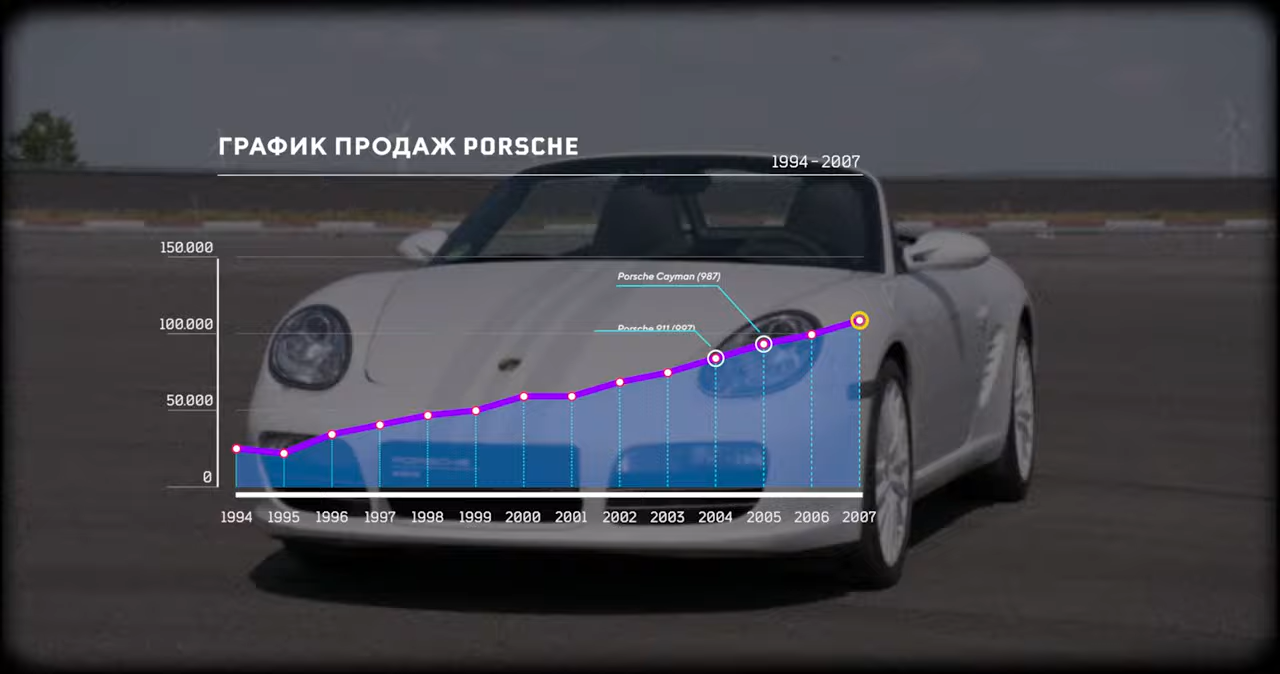 ГРАФИК ПРОДАЖ PORSCHE
1994-2007
150.000
Porsche Cayman (987)
100.000
Porsche 911 (997)
50.000
0
1994 1995 1996 1997 1998 1999 2000 2001 2002 2003 2004 2005 2006 2007